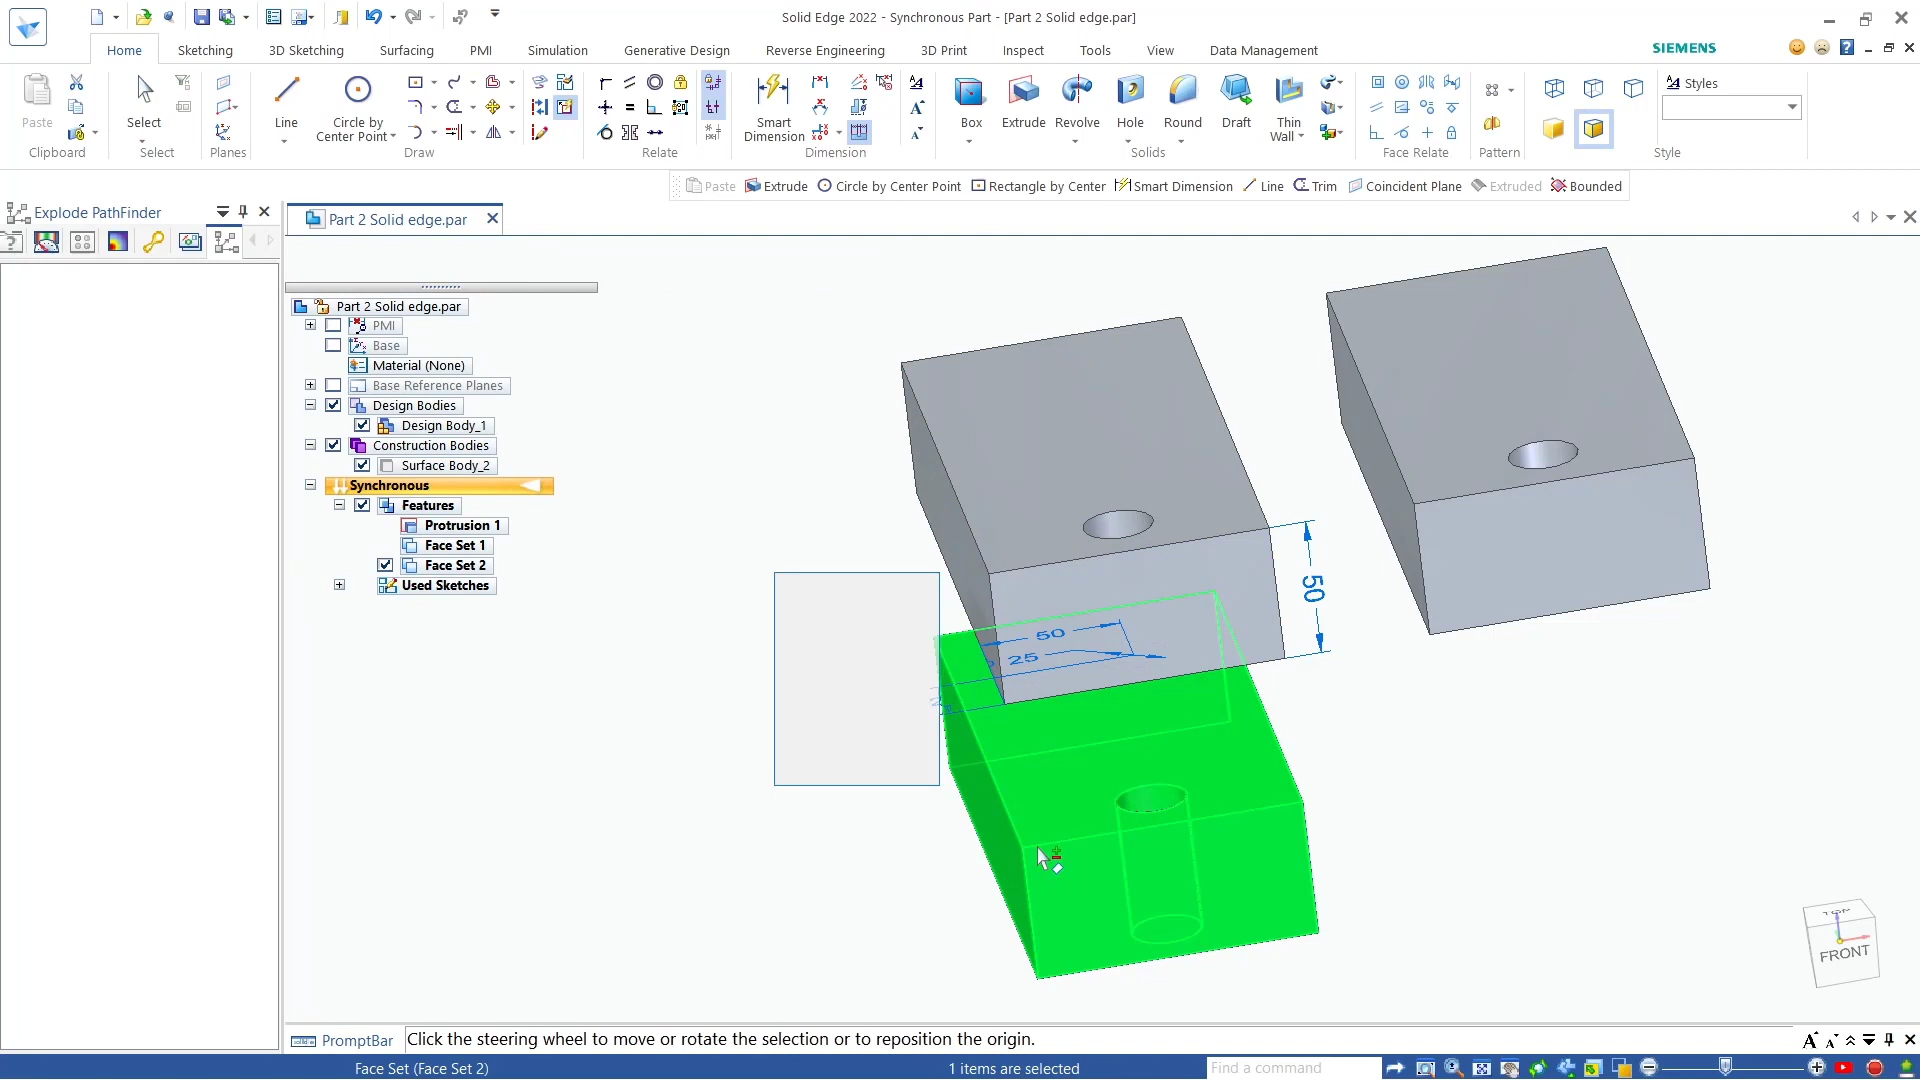 Solid Edge 2022 - Synchronous Part - [Part 2 Solid edge.par]
Home Sketching 3D Sketching Surfacing PMI Simulation Generative Design Reverse Engineering 3D Print Inspect Tools View Data Management SIEMENS
Paste
Clipboard
Select
Select
Planes
Line
Circle by
Center Point
Draw
Relate
Smart
Dimension
Dimension
Box
Extrude
Revolve
Hole
Round
Draft
Thin
Wall
Solids
Face Relate
Pattern
Styles
Style
Paste Extrude Circle by Center Point Rectangle by Center Smart Dimension Line Trim Coincident Plane Extruded Bounded
Explode PathFinder
Part 2 Solid edge.par
Part 2 Solid edge.par
PMI
Base
Material (None)
Base Reference Planes
Design Bodies
Design Body_1
Construction Bodies
Surface Body_2
Synchronous
Features
Protrusion 1
Face Set 1
Face Set 2
Used Sketches
50
50
25
TOP
FRONT
PromptBar
Click the steering wheel to move or rotate the selection or to reposition the origin.
Face Set (Face Set 2)
1 items are selected
Find a command